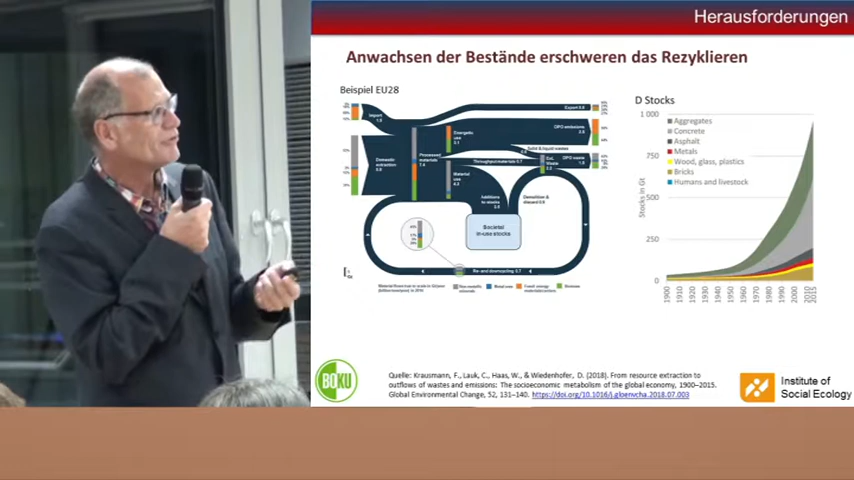 Herausforderungen
Anwachsen der Bestände erschweren das Rezyklieren
Beispiel EU28
Import
Export
Energetic
use
DPO emissions
Solid & liquid wastes
Domestic
extraction
Processed
materials
Throughput materials
EoL
Waste
DPO waste
Material
use
Additions
to stocks
Demolition &
discard
Societal
in-use stocks
Re- and downcycling
D Stocks
Stocks in Gt
1 000
750
500
250
0
Aggregates
Concrete
Asphalt
Metals
Wood, glass, plastics
Bricks
Humans and livestock
1900
1910
1920
1930
1940
1950
1960
1970
1980
1990
2000
2010
2015
BOKU
Quelle: Krausmann, F., Lauk, C., Haas, W., & Wiedenhofer, D. (2018). From resource extraction to
outflows of wastes and emissions: The socioeconomic metabolism of the global economy, 1900–2015.
Global Environmental Change, 52, 131–140. https://doi.org/10.1016/j.gloenvcha.2018.07.003
Institute of
Social Ecology